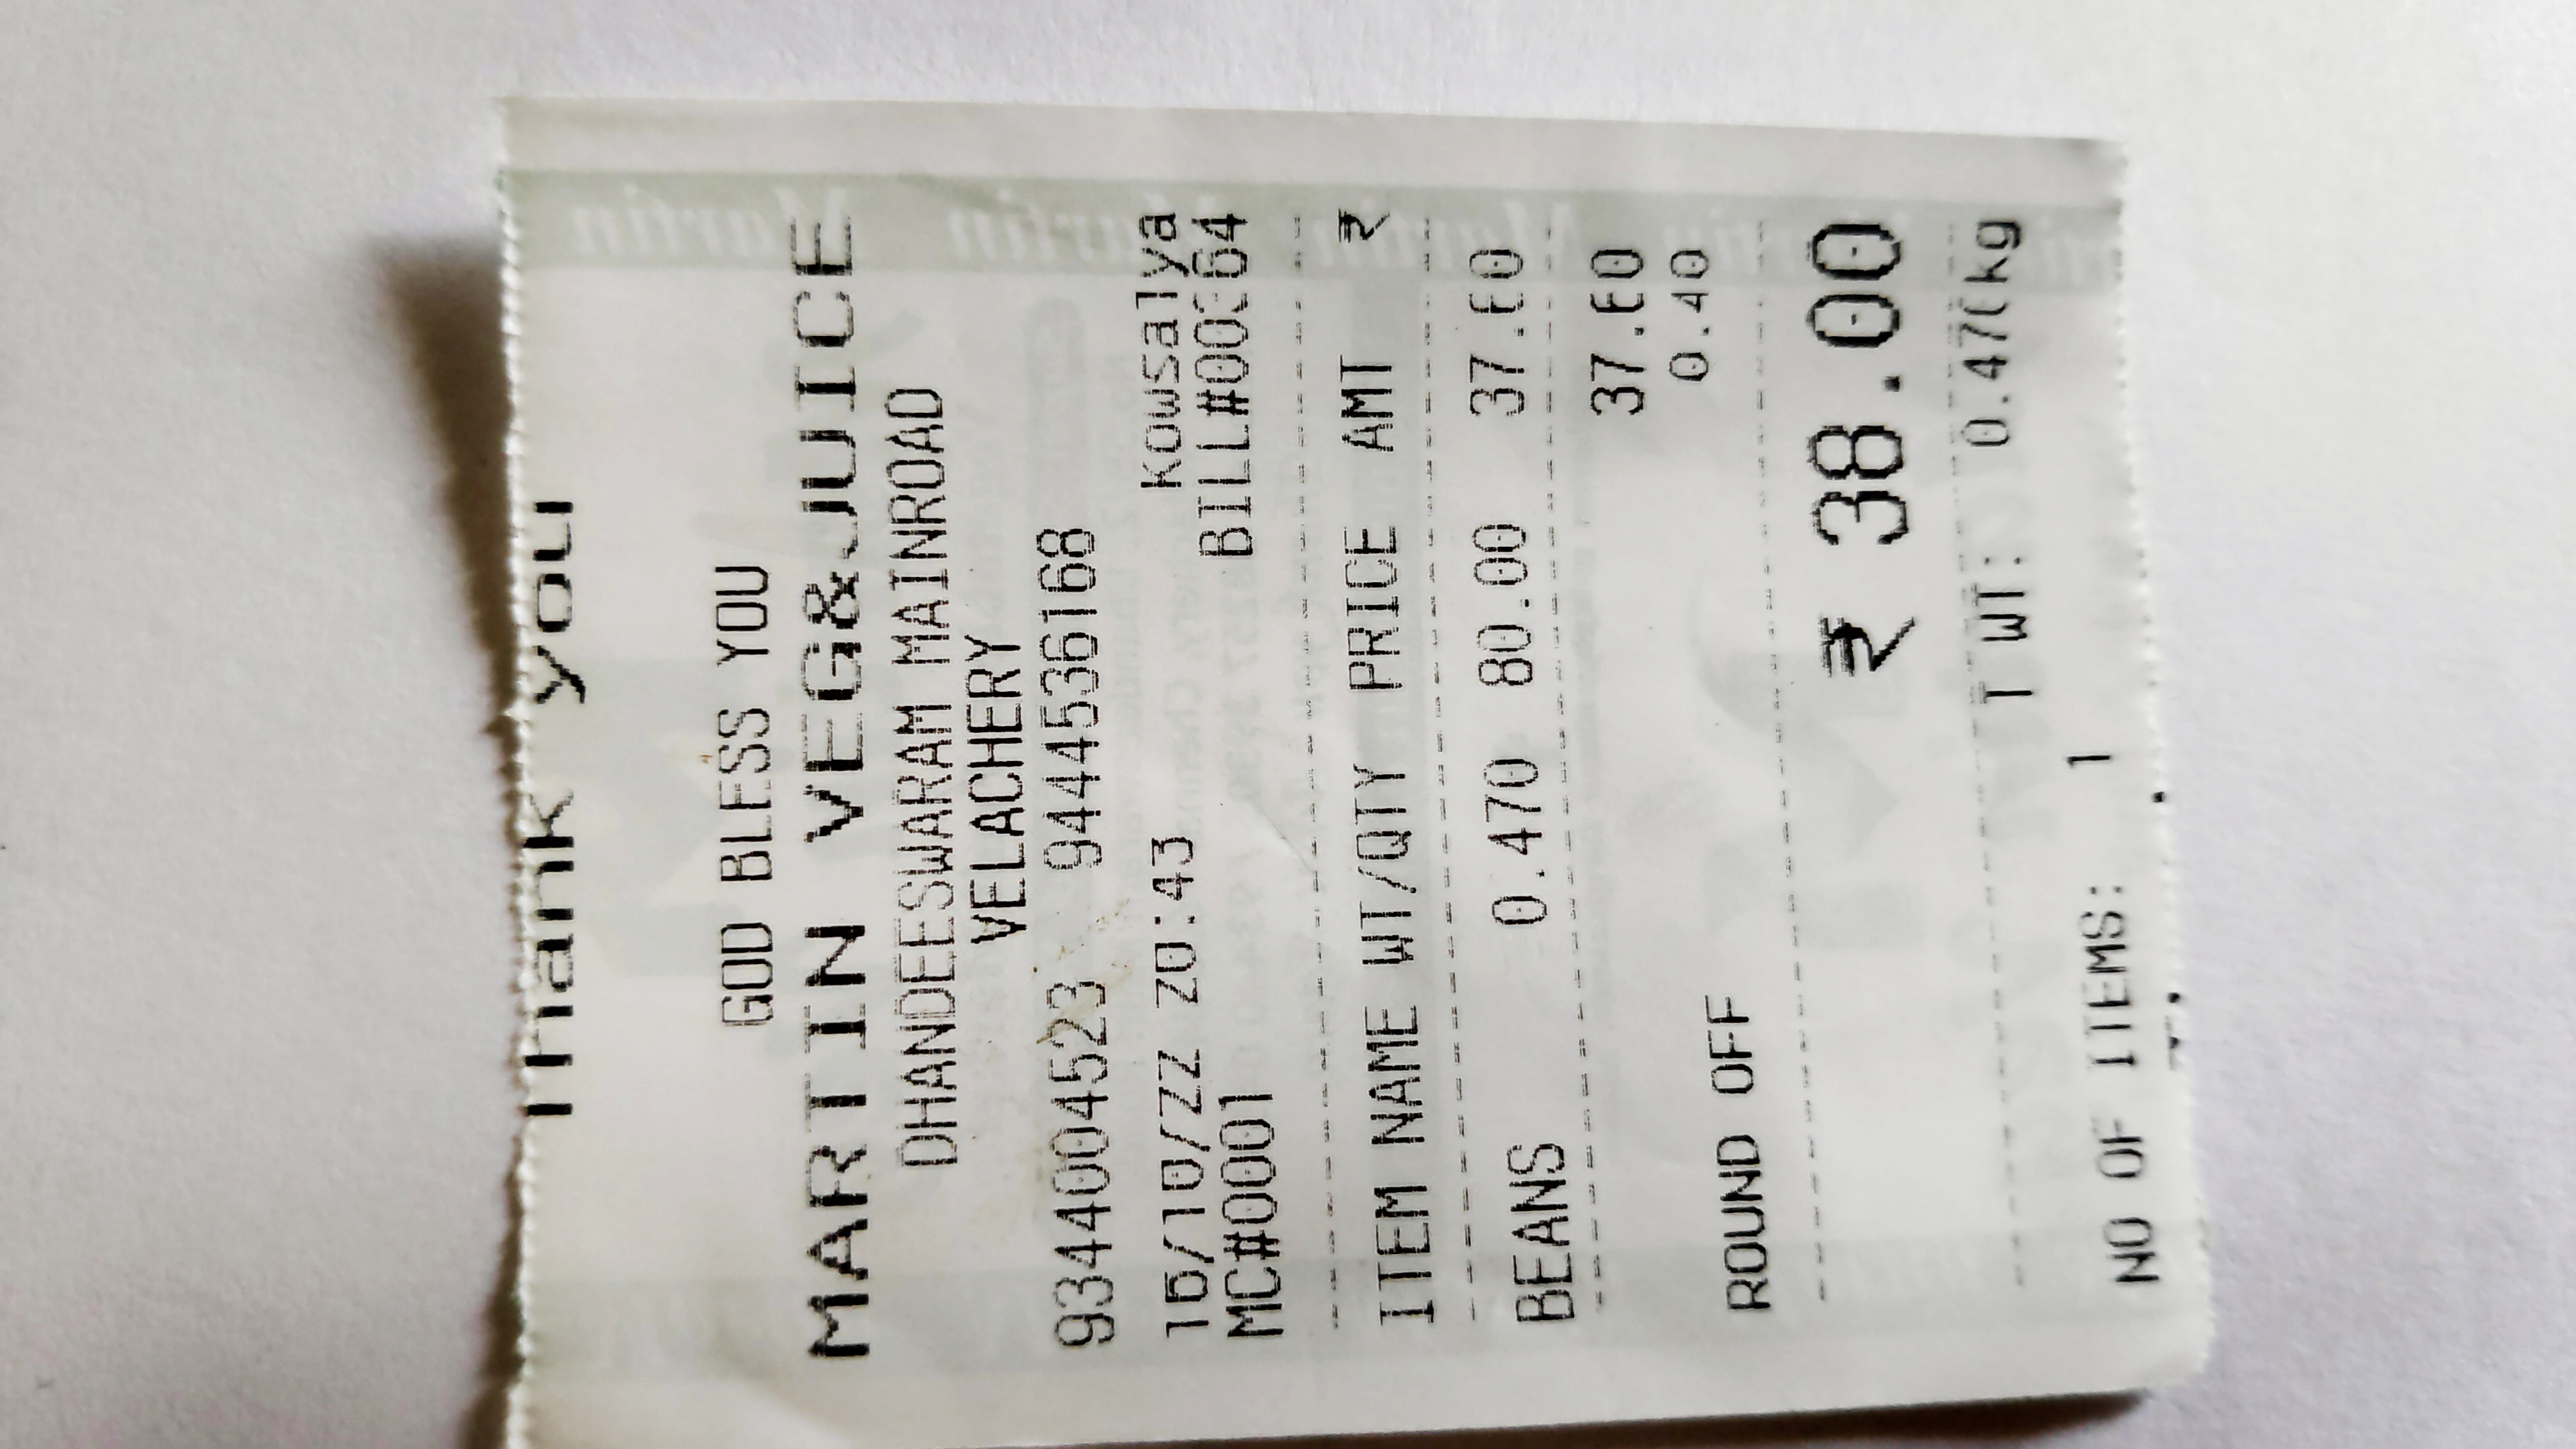 Thank you
GOD BLESS YOU
MARTIN VEG&JUICE
DHANDEESWARAM MAINROAD
VELACHERY
9344004523 9444536168
16/10/22 20:43 Kowsalya
MC#0001 BILL#00364
ITEM NAME WT/QTY PRICE AMT ₹
BEANS 0.470 80.00 37.60
37.60
ROUND OFF 0.40
₹ 38.00
T WT: 0.470kg
NO OF ITEMS: 1